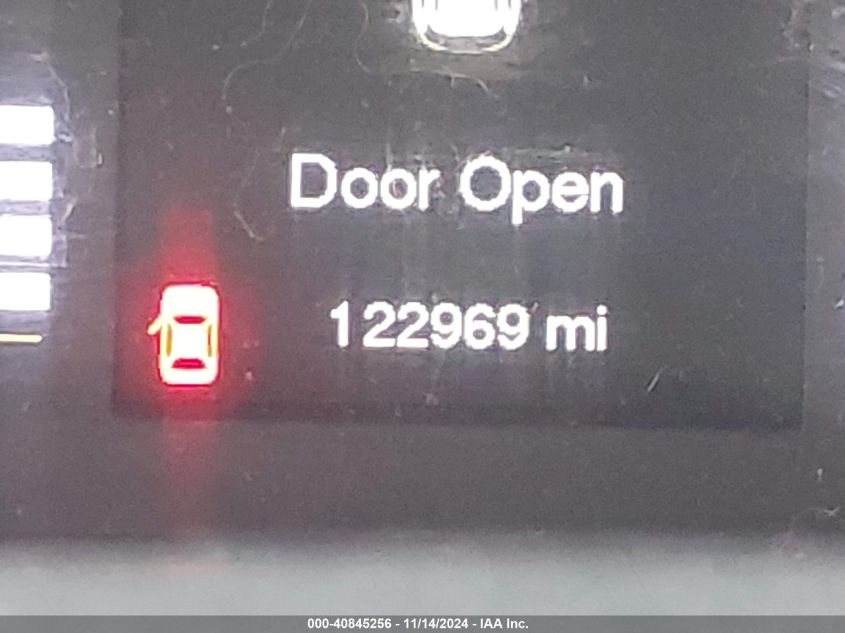 Door Open
122969 mi
000-40845256 - 11/14/2024 - IAA Inc.